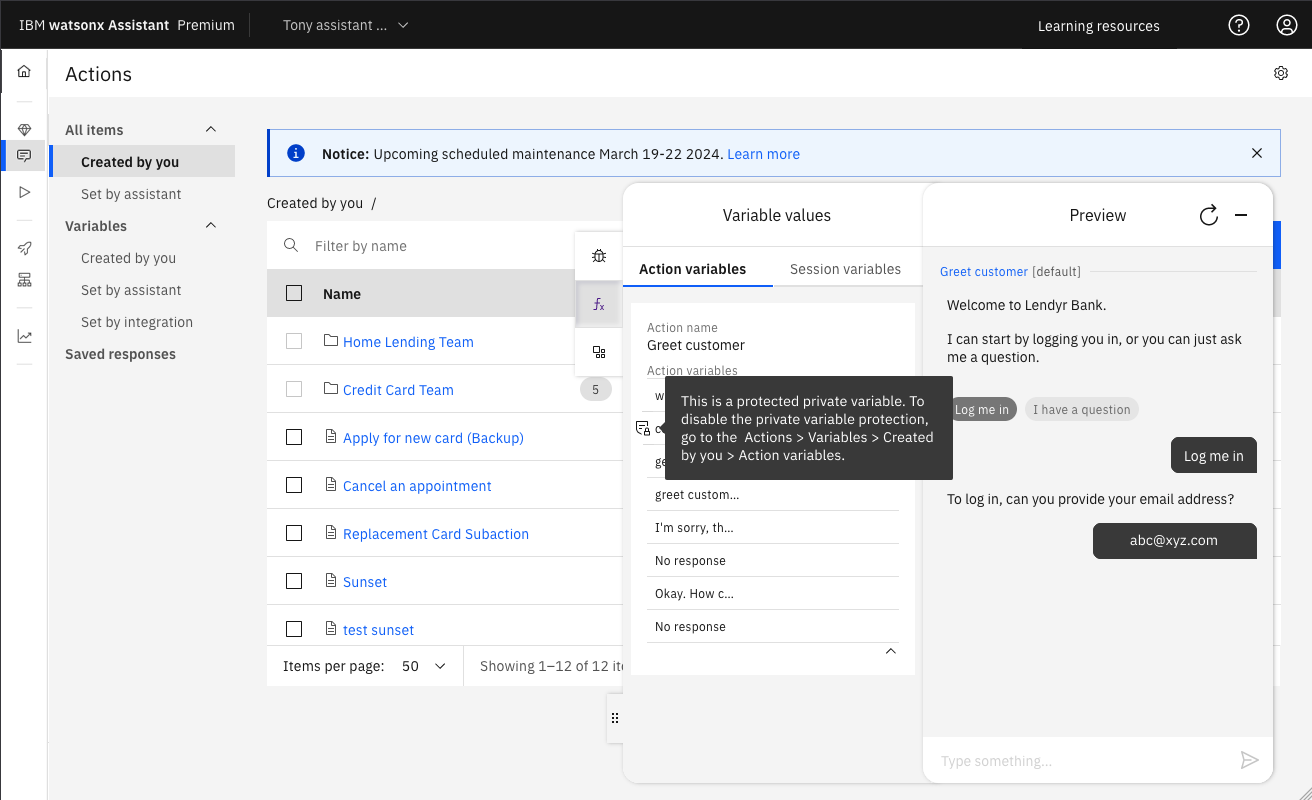 IBM watsonx Assistant Premium
Tony assistant ...
Learning resources
Actions
All items
Created by you
Set by assistant
Variables
Created by you
Set by assistant
Set by integration
Saved responses
Notice: Upcoming scheduled maintenance March 19-22 2024. Learn more
Created by you /
Filter by name
Name
Home Lending Team
Credit Card Team
5
Apply for new card (Backup)
Cancel an appointment
Replacement Card Subaction
Sunset
test sunset
Items per page: 50
Showing 1–12 of 12
Variable values
Action variables
Session variables
Action name
Greet customer
Action variables
This is a protected private variable. To
disable the private variable protection,
go to the Actions > Variables > Created
by you > Action variables.
greet custom...
I'm sorry, th...
No response
Okay. How c...
No response
Preview
Greet customer [default]
Welcome to Lendyr Bank.
I can start by logging you in, or you can just ask
me a question.
Log me in
I have a question
Log me in
To log in, can you provide your email address?
abc@xyz.com
Type something...